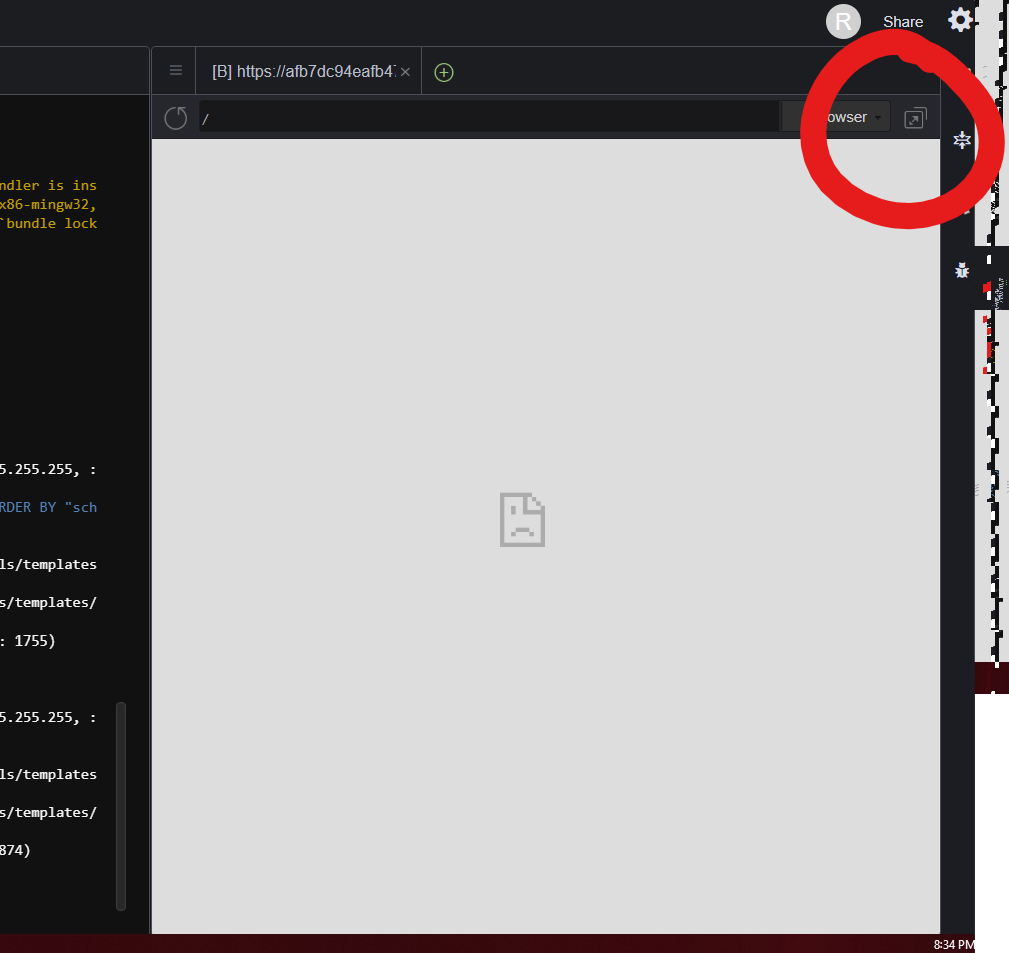 R Share
[B] https://afb7dc94eafb4
/
owser
ndler is ins
x86-mingw32,
`bundle lock
5.255.255, :
RDER BY "sch
ls/templates
s/templates/
: 1755)
5.255.255, :
ls/templates
s/templates/
874)
8:34 PM